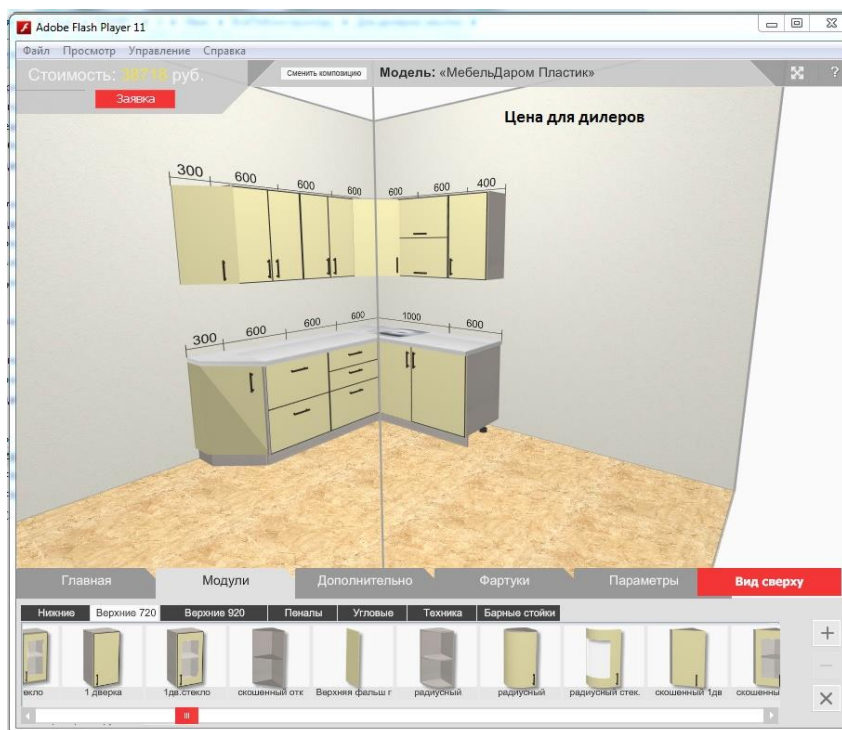 Adobe Flash Player 11
Файл Просмотр Управление Справка
Стоимость: 38718 руб.
Сменить композицию
Модель: «МебельДаром Пластик»
?
Заявка
Цена для дилеров
300 600 600 600 600 600 400
300 600 600 600 1000 600
Главная Модули Дополнительно Фартуки Параметры Вид сверху
Нижние Верхние 720 Верхние 920 Пеналы Угловые Техника Барные стойки
екло 1 дверка 1дв.стекло скошенный отк Верхняя фальш г радиусный радиусный радиусный стек. скошенный 1дв скошенны